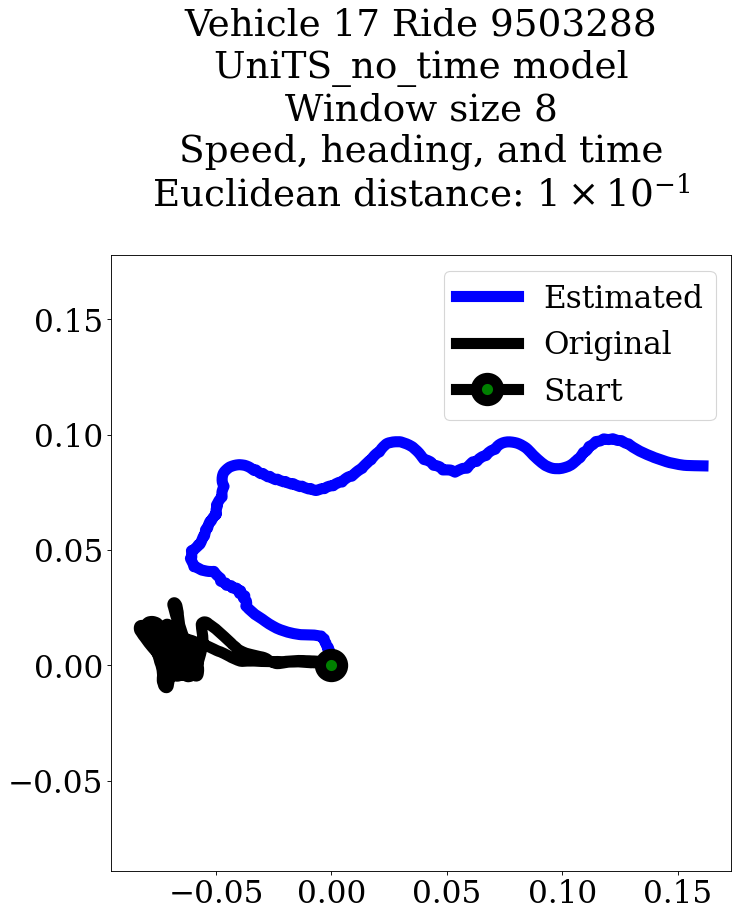 Vehicle 17 Ride 9503288
UniTS_no_time model
Window size 8
Speed, heading, and time
Euclidean distance: $1 \times 10^{-1}$
Estimated
Original
Start
0.15
0.10
0.05
0.00
−0.05
−0.05 0.00 0.05 0.10 0.15